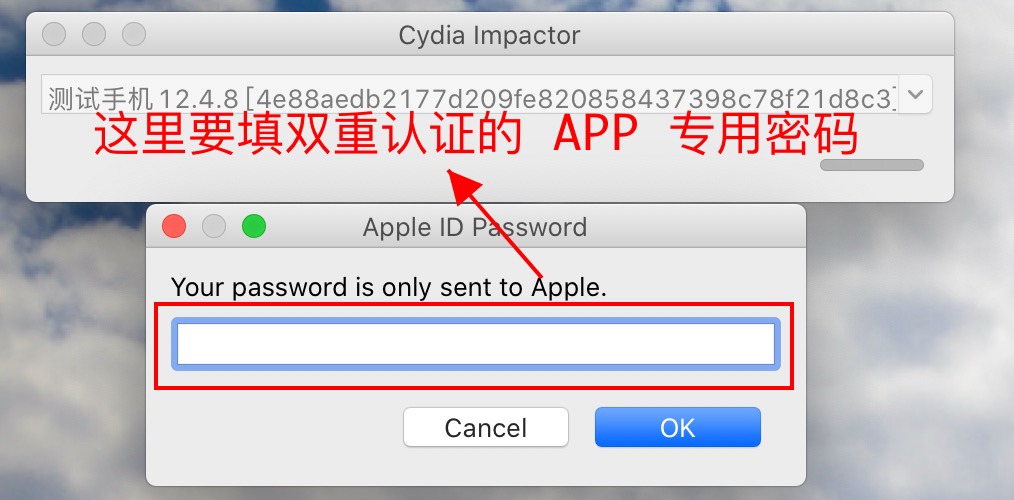 Cydia Impactor
测试手机 12.4.8 [4e88aedb2177d209fe820858437398c78f21d8c3]
这里要填双重认证的 APP 专用密码
Apple ID Password
Your password is only sent to Apple.
Cancel OK